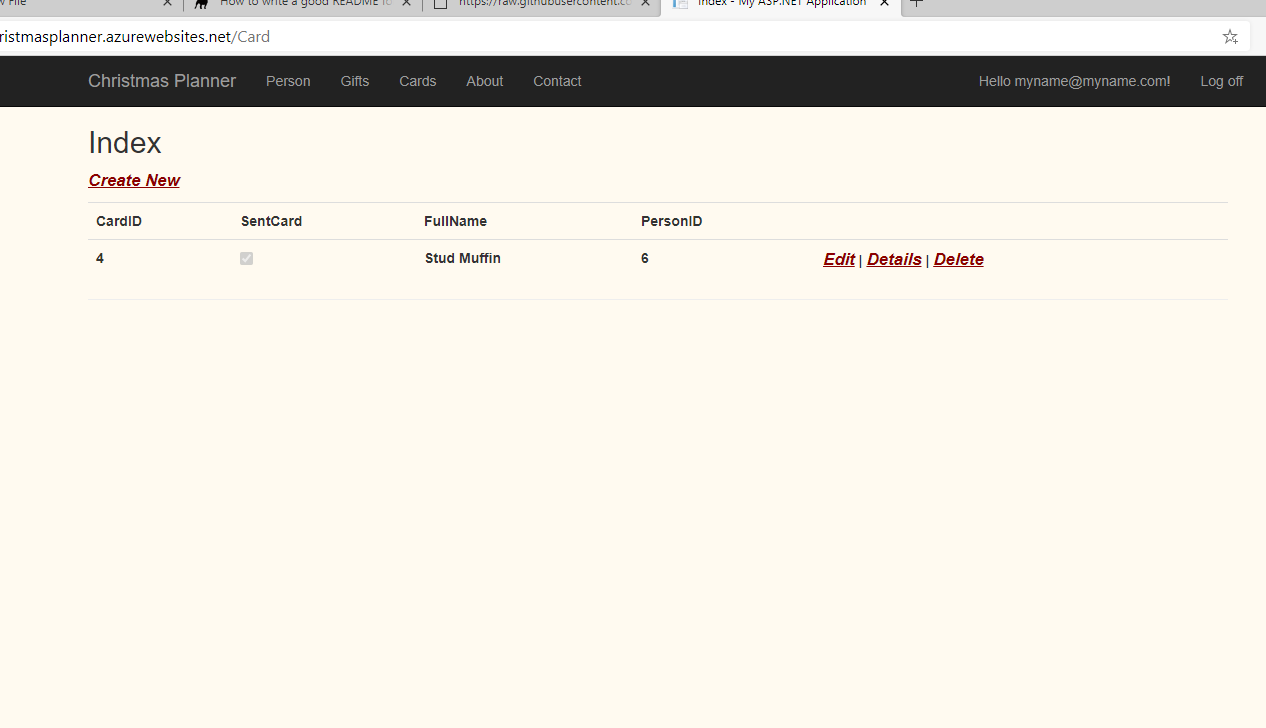 File
How to write a good README
https://raw.githubusercontent.co
Index - My ASP.NET Application
ristmasplanner.azurewebsites.net/Card
Christmas Planner Person Gifts Cards About Contact Hello myname@myname.com! Log off
Index
Create New
CardID SentCard FullName PersonID
4 Stud Muffin 6 Edit | Details | Delete